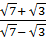 √7 + √3
√7 − √3